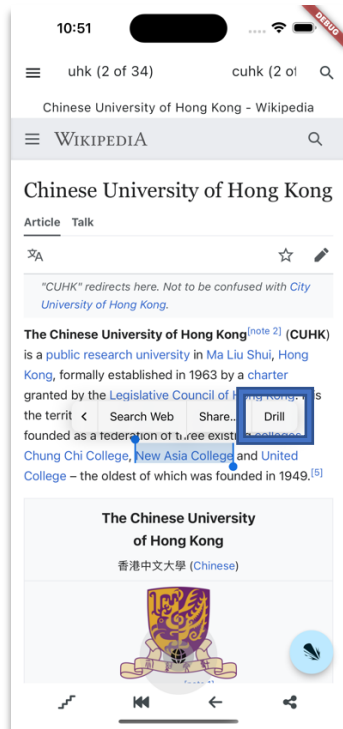 10:51
DEBUG
uhk (2 of 34)
cuhk (2 of
Chinese University of Hong Kong - Wikipedia
WIKIPEDIA
Chinese University of Hong Kong
Article Talk
"CUHK" redirects here. Not to be confused with City
University of Hong Kong.
The Chinese University of Hong Kong[note 2] (CUHK)
is a public research university in Ma Liu Shui, Hong
Kong, formally established in 1963 by a charter
granted by the Legislative Council of Hong Kong.
the territ
Search Web Share... Drill
founded as a federation of three existing colleges
Chung Chi College, New Asia College and United
College – the oldest of which was founded in 1949.[5]
The Chinese University
of Hong Kong
香港中文大學 (Chinese)